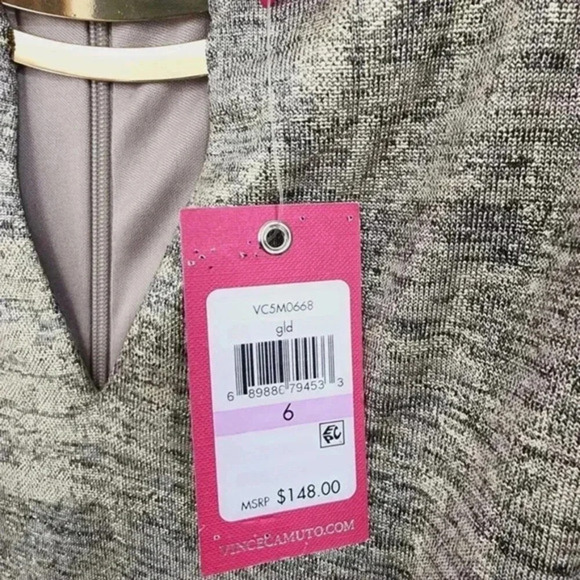 VC5M0668
gld
6 89886 79453 3
6
MSRP $148.00
VINCECAMUTO.COM